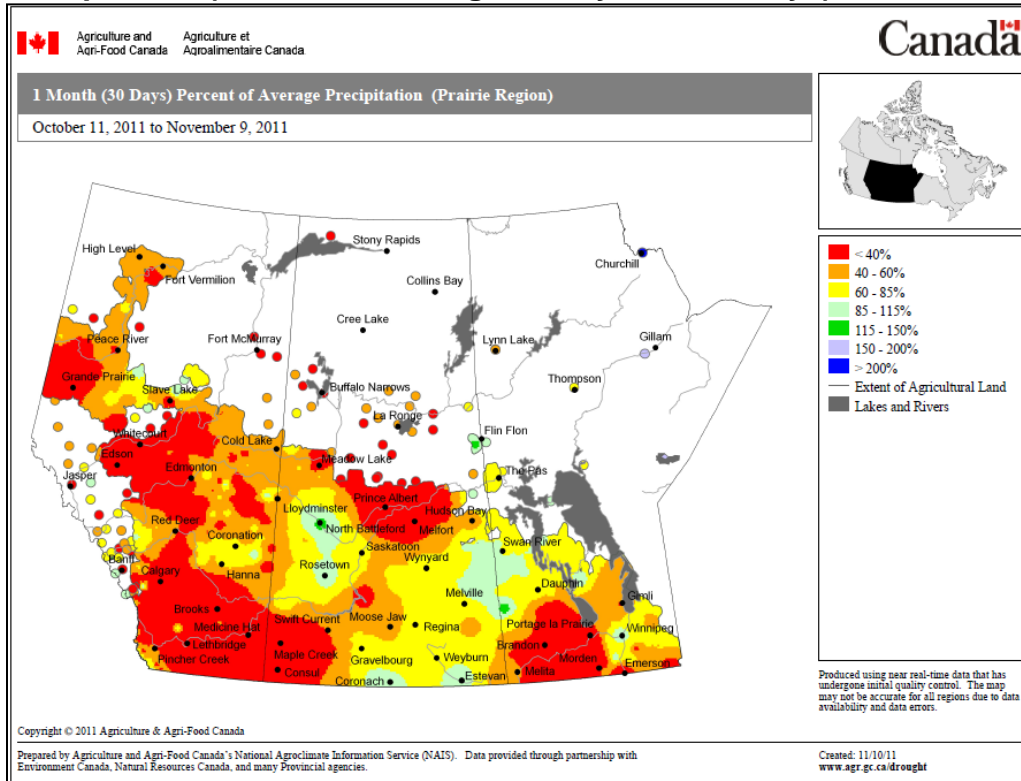 Agriculture and Agriculture et
Agri-Food Canada Agroalimentaire Canada
Canada
1 Month (30 Days) Percent of Average Precipitation (Prairie Region)
October 11, 2011 to November 9, 2011
Stony Rapids
High Level
Churchill
Fort Vermilion
Collins Bay
Cree Lake
Peace River
Fort McMurray
Lynn Lake
Gillam
Grande Prairie
Thompson
Slave Lake
Buffalo Narrows
La Ronge
Flin Flon
Whitecourt
Cold Lake
Edson
Meadow Lake
The Pas
Jasper
Edmonton
Prince Albert
Lloydminster
Hudson Bay
Red Deer
North Battleford
Melfort
Coronation
Saskatoon
Swan River
Banff
Hanna
Rosetown
Wynyard
Calgary
Dauphin
Melville
Gimli
Brooks
Swift Current
Moose Jaw
Regina
Portage la Prairie
Winnipeg
Medicine Hat
Lethbridge
Maple Creek
Brandon
Pincher Creek
Gravelbourg
Weyburn
Morden
Emerson
Consul
Coronach
Estevan
Melita
< 40%
40 - 60%
60 - 85%
85 - 115%
115 - 150%
150 - 200%
> 200%
Extent of Agricultural Land
Lakes and Rivers
Produced using near real-time data that has
undergone initial quality control. The map
may not be accurate for all regions due to data
availability and data errors.
Copyright © 2011 Agriculture & Agri-Food Canada
Prepared by Agriculture and Agri-Food Canada's National Agroclimate Information Service (NAIS). Data provided through partnership with
Environment Canada, Natural Resources Canada, and many Provincial agencies.
Created: 11/10/11
www.agr.gc.ca/drought